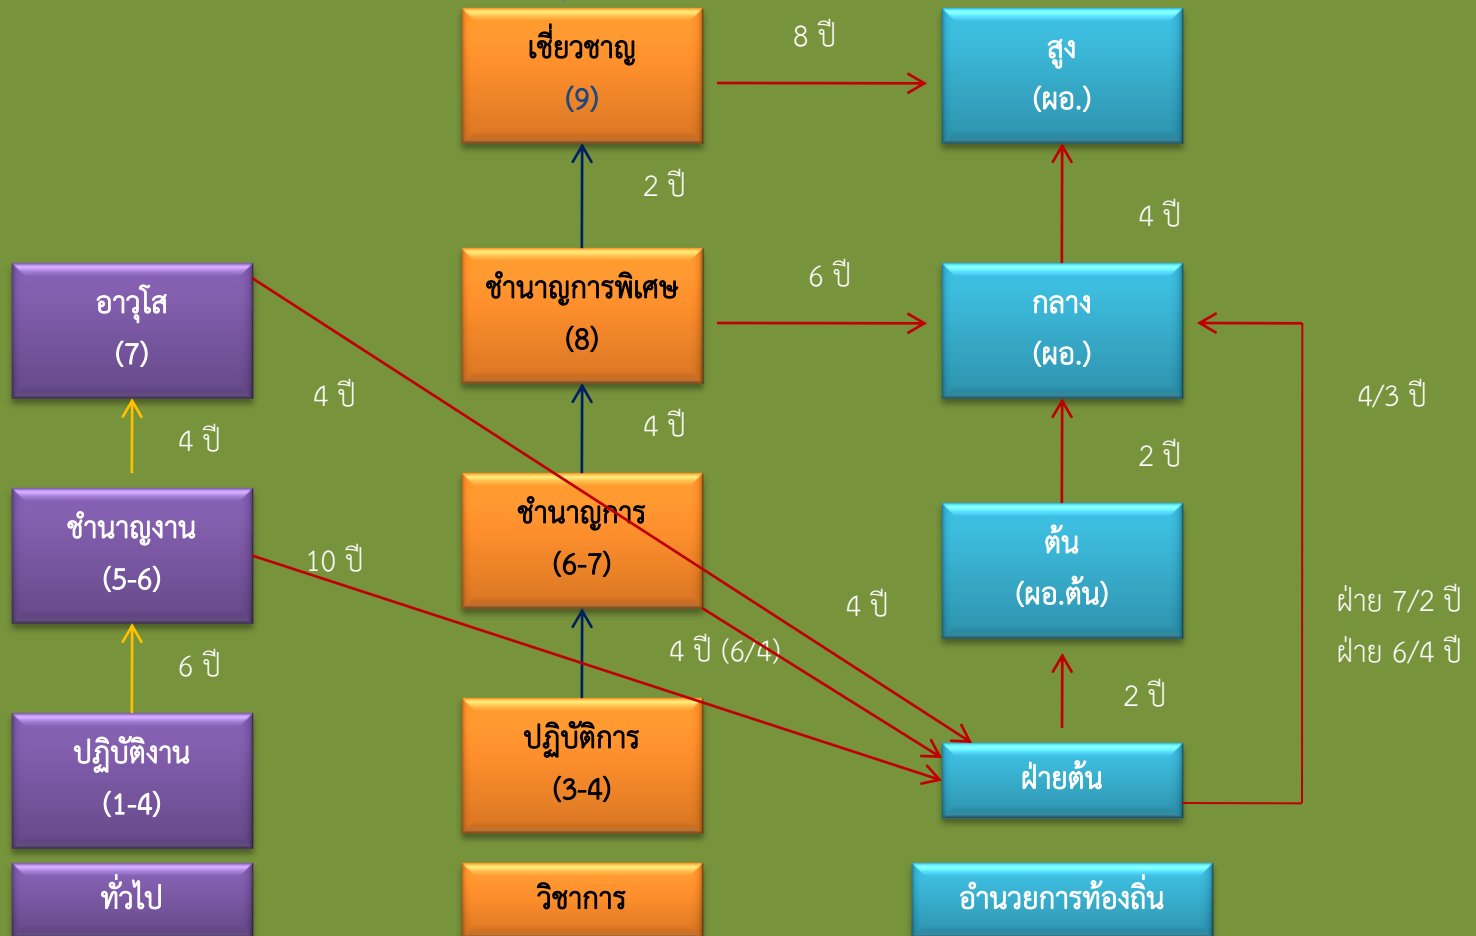 เชี่ยวชาญ
(9)
8 ปี
สูง
(ผอ.)
2 ปี
4 ปี
อาวุโส
(7)
ชำนาญการพิเศษ
(8)
6 ปี
กลาง
(ผอ.)
4 ปี
4 ปี
4 ปี
2 ปี
4/3 ปี
ชำนาญงาน
(5-6)
10 ปี
ชำนาญการ
(6-7)
4 ปี
ต้น
(ผอ.ต้น)
ฝ่าย 7/2 ปี
ฝ่าย 6/4 ปี
6 ปี
4 ปี (6/4)
2 ปี
ปฏิบัติงาน
(1-4)
ปฏิบัติการ
(3-4)
ฝ่ายต้น
ทั่วไป
วิชาการ
อำนวยการท้องถิ่น